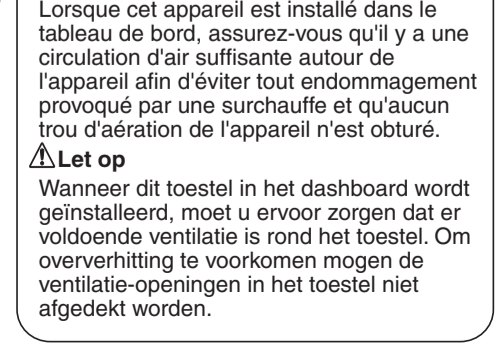 Lorsque cet appareil est installé dans le
tableau de bord, assurez-vous qu'il y a une
circulation d'air suffisante autour de
l'appareil afin d'éviter tout endommagement
provoqué par une surchauffe et qu'aucun
trou d'aération de l'appareil n'est obturé.
Let op
Wanneer dit toestel in het dashboard wordt
geïnstalleerd, moet u ervoor zorgen dat er
voldoende ventilatie is rond het toestel. Om
oververhitting te voorkomen mogen de
ventilatie-openingen in het toestel niet
afgedekt worden.